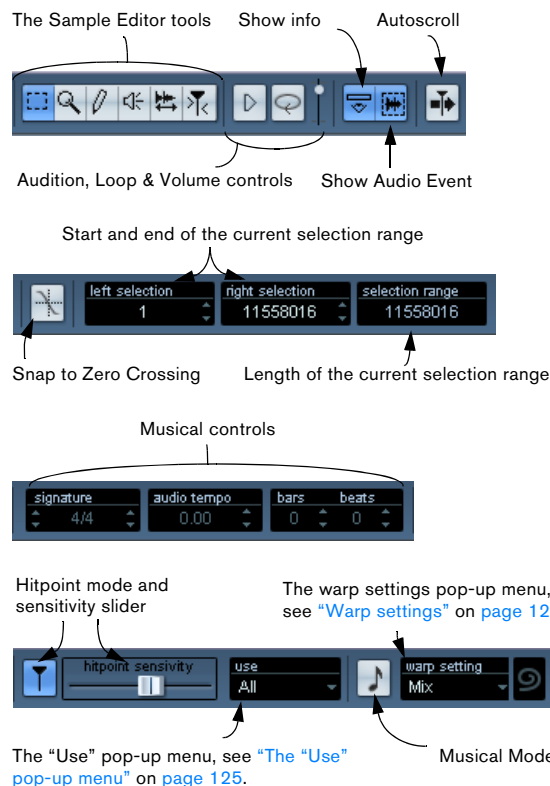 The Sample Editor tools
Show info
Autoscroll
Audition, Loop & Volume controls
Show Audio Event
Start and end of the current selection range
left selection
1
right selection
11558016
selection range
11558016
Snap to Zero Crossing
Length of the current selection range
Musical controls
signature
4/4
audio tempo
0.00
bars
0
beats
0
Hitpoint mode and
sensitivity slider
The warp settings pop-up menu,
see “Warp settings” on page 12
hitpoint sensivity
use
All
warp setting
Mix
The “Use” pop-up menu, see “The “Use”
pop-up menu” on page 125.
Musical Mode